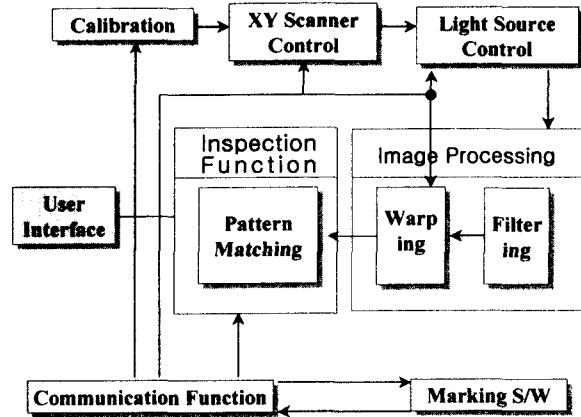 Calibration
XY Scanner
Control
Light Source
Control
Inspection
Function
Image Processing
User
Interface
Pattern
Matching
Warp
ing
Filter
ing
Communication Function
Marking S/W